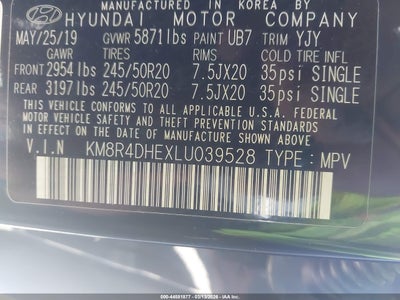 MANUFACTURED IN KOREA BY
HYUNDAI MOTOR COMPANY
MAY/25/19 GVWR 5871lbs PAINT UB7 TRIM YJY
GAWR TIRES RIMS COLD TIRE INFL
FRONT 2954lbs 245/50R20 7.5JX20 35psi SINGLE
REAR 3197lbs 245/50R20 7.5JX20 35psi SINGLE
THIS VEHICLE CONFORMS TO ALL APPLICABLE U.S.A. FEDERAL
MOTOR VEHICLE SAFETY STANDARDS IN EFFECT ON THE DATE OF
MANUFACTURE SHOWN ABOVE.
V.I.N KM8R4DHEXLU039528 TYPE : MPV